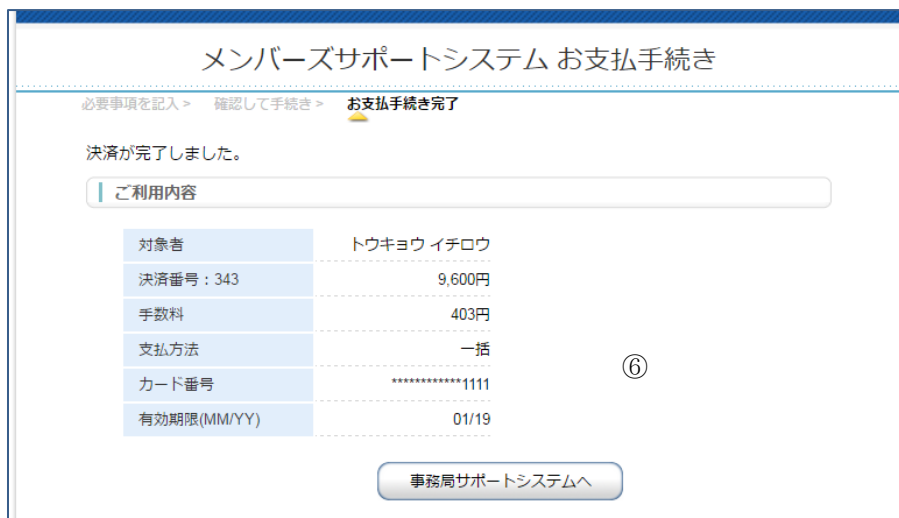 メンバーズサポートシステム お支払手続き
必要事項を記入 > 確認して手続き > お支払手続き完了
決済が完了しました。
ご利用内容
対象者 トウキョウ イチロウ
決済番号：343 9,600円
手数料 403円
支払方法 一括
カード番号 ************1111
有効期限(MM/YY) 01/19
⑥
事務局サポートシステムへ